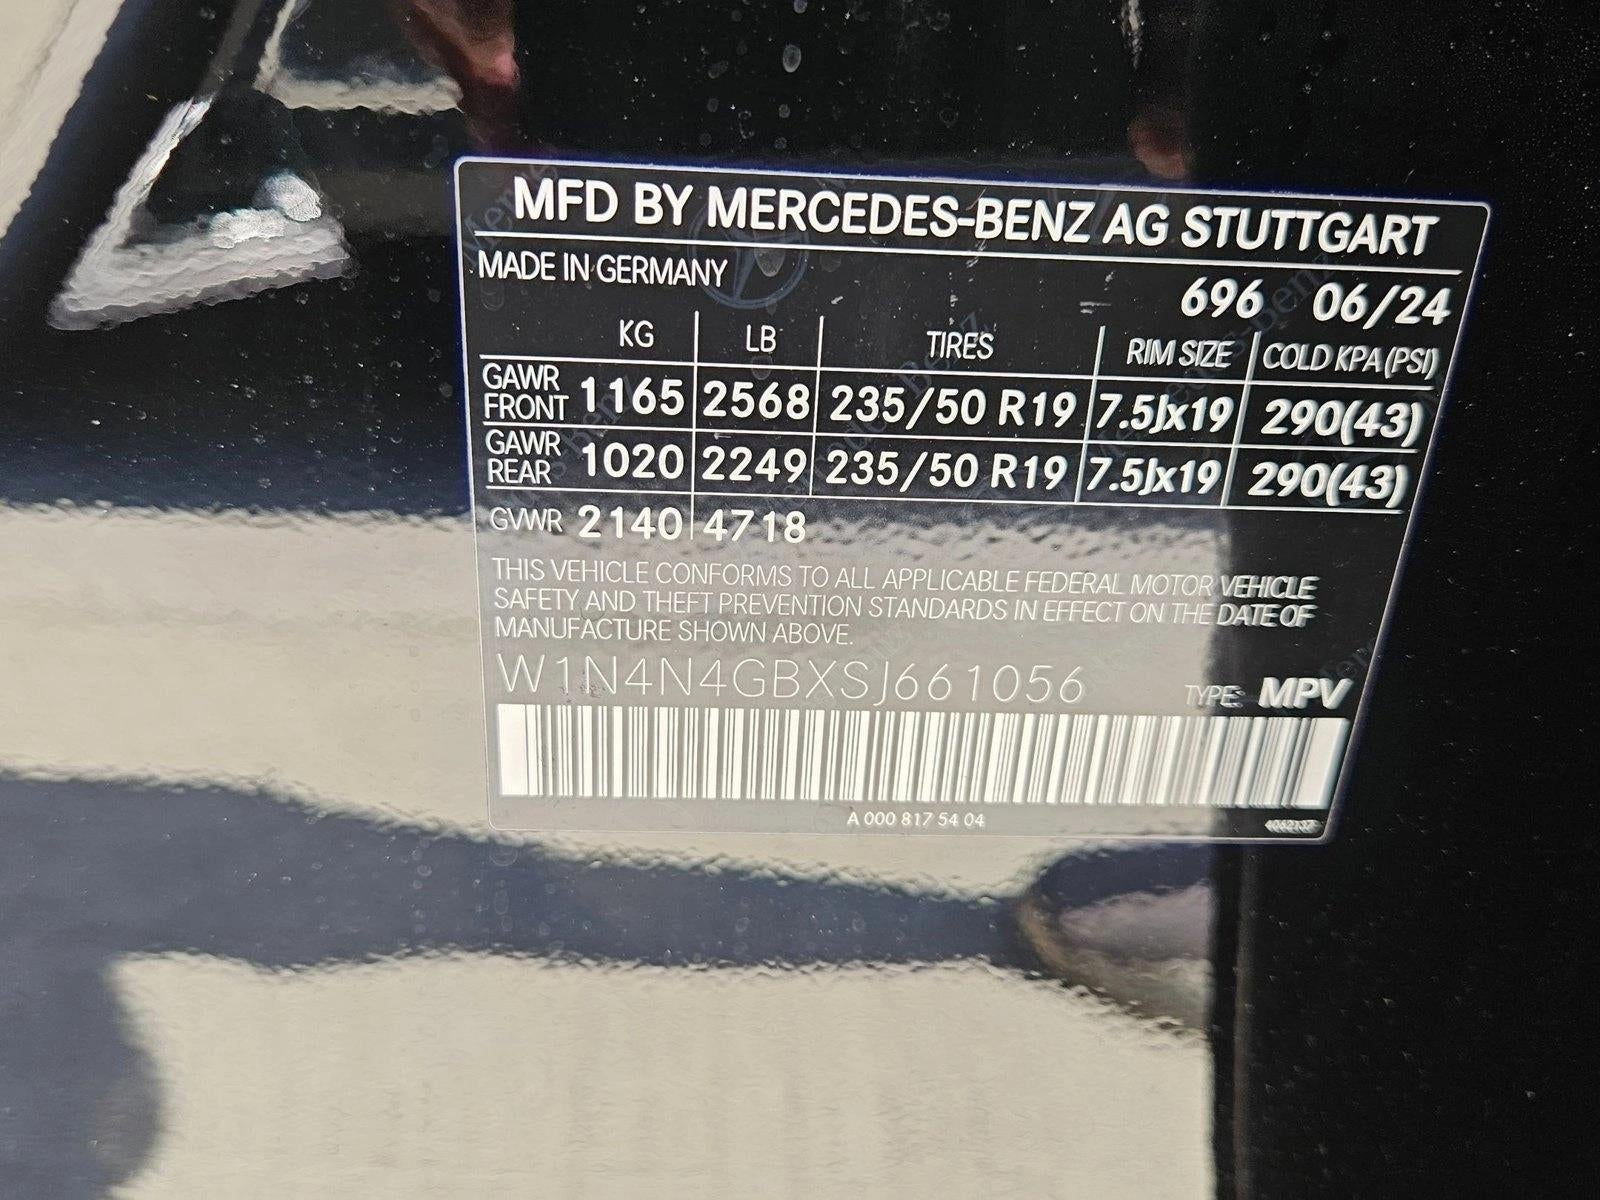 MFD BY MERCEDES-BENZ AG STUTTGART
MADE IN GERMANY
696 06/24
KG LB TIRES RIM SIZE COLD KPA(PSI)
GAWR FRONT 1165 2568 235/50 R19 7.5Jx19 290(43)
GAWR REAR 1020 2249 235/50 R19 7.5Jx19 290(43)
GVWR 2140 4718
THIS VEHICLE CONFORMS TO ALL APPLICABLE FEDERAL MOTOR VEHICLE
SAFETY AND THEFT PREVENTION STANDARDS IN EFFECT ON THE DATE OF
MANUFACTURE SHOWN ABOVE.
W1N4N4GBXSJ661056 TYPE: MPV
A 000 817 54 04